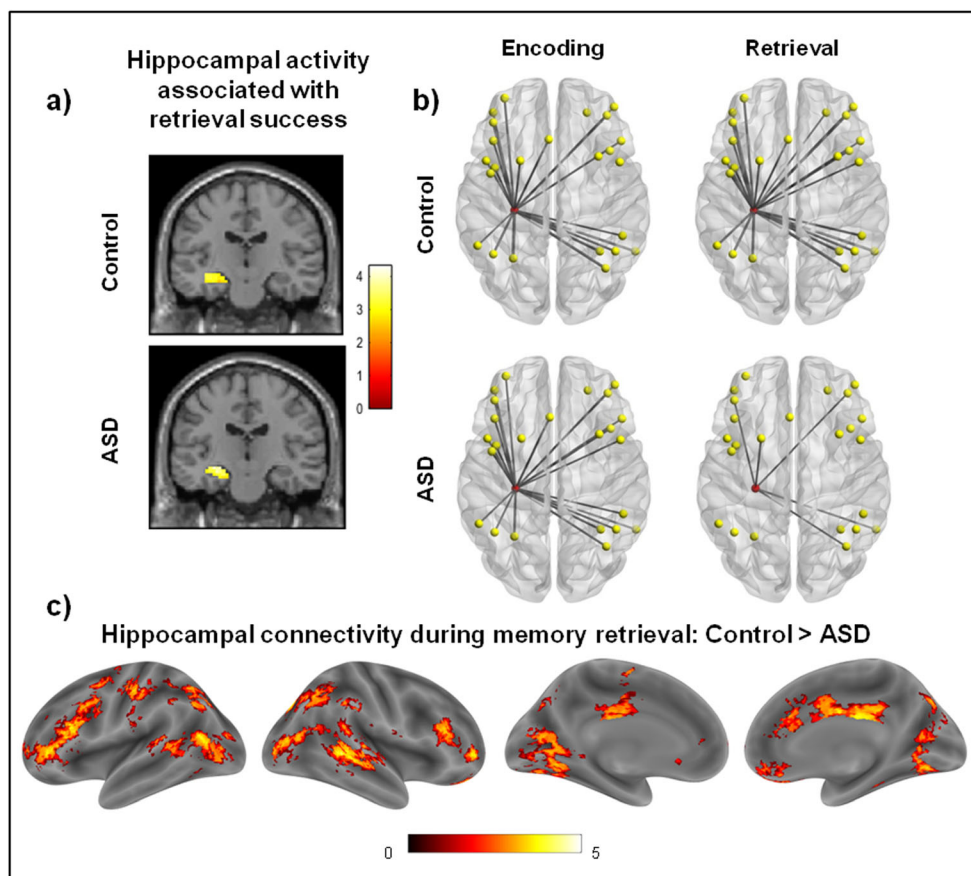 a)
Hippocampal activity
associated with
retrieval success
Control
ASD
4
3
2
1
0
b)
Encoding
Retrieval
Control
ASD
c)
Hippocampal connectivity during memory retrieval: Control > ASD
0
5